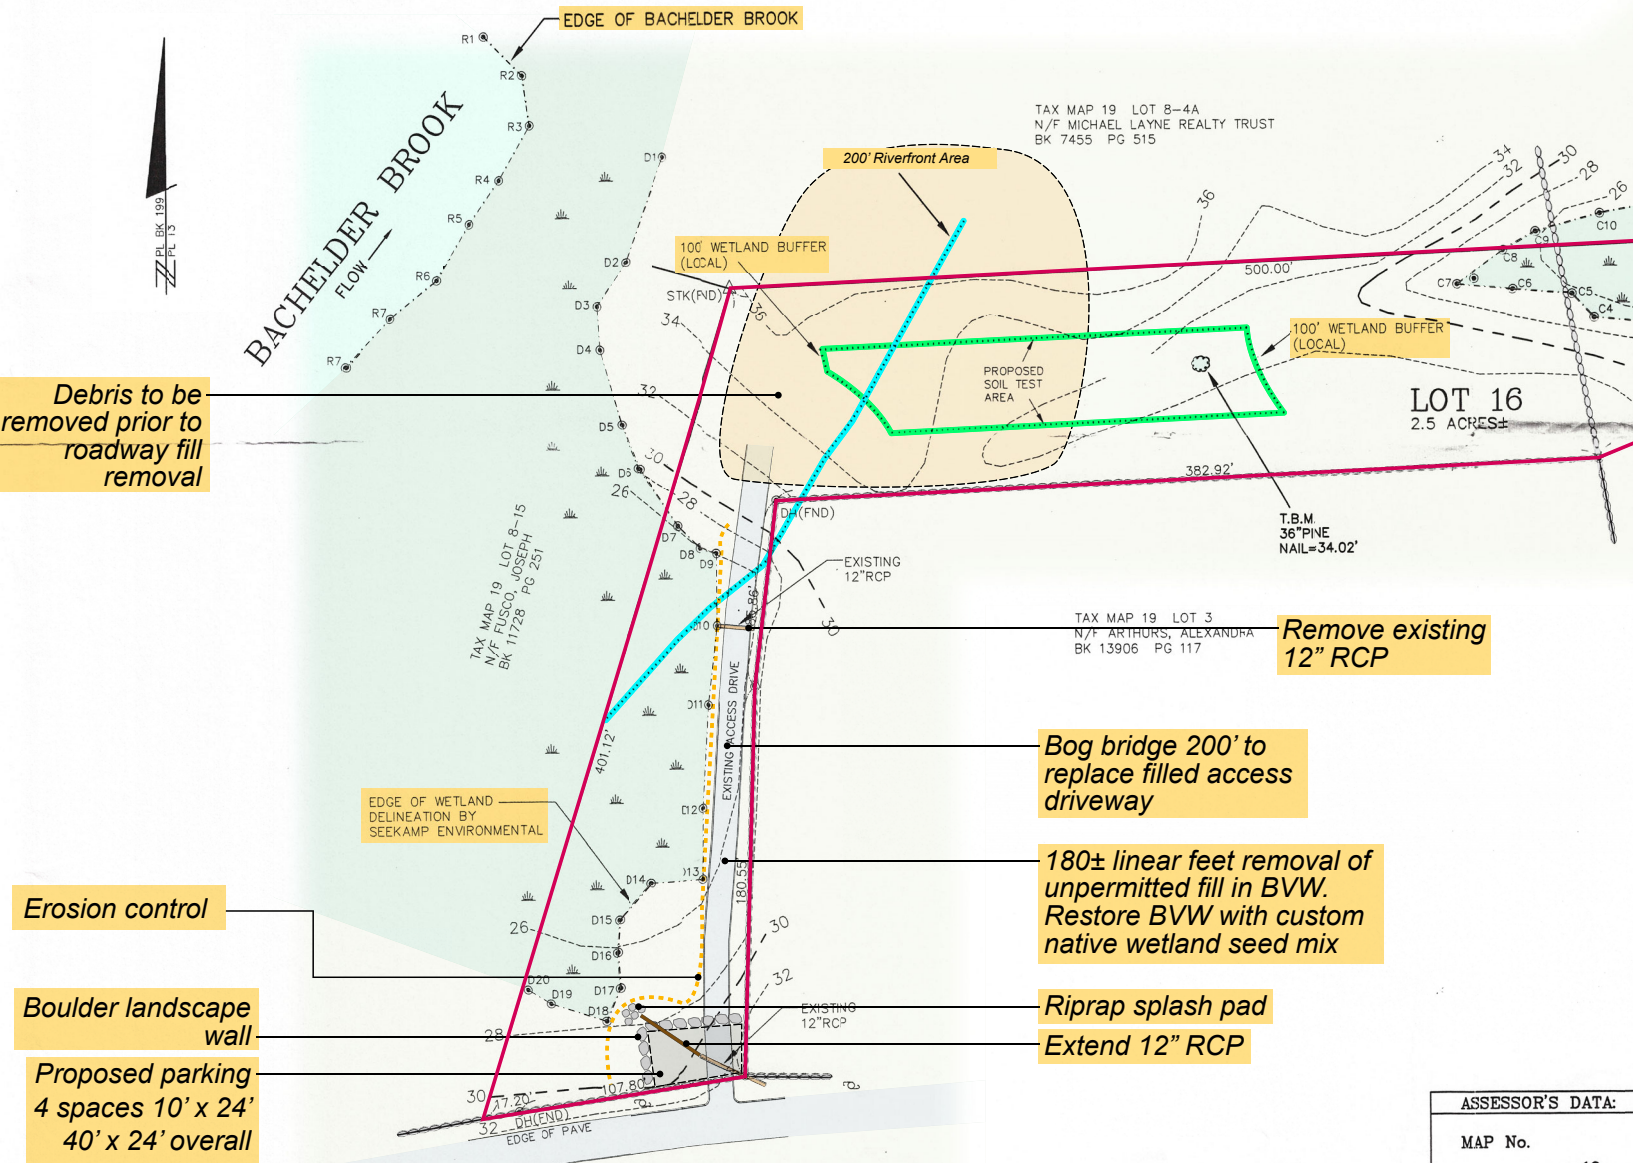 EDGE OF BACHELDER BROOK
R1
R2
R3
R4
R5
R6
R7
R7
BACHELDER BROOK
FLOW
PL BK 199
PL 13
TAX MAP 19 LOT 8-4A
N/F MICHAEL LAYNE REALTY TRUST
BK 7455 PG 515
200' Riverfront Area
100' WETLAND BUFFER
(LOCAL)
STK(FND)
D1
D2
D3
D4
D5
D6
D7
D8
D9
D10
D11
D12
D13
D14
D15
D16
D17
D18
D19
D20
36
34
32
30
28
26
36
34
32
30
28
26
500.00'
C10
C9
C8
C7
C6
C5
C4
100' WETLAND BUFFER
(LOCAL)
PROPOSED
SOIL TEST
AREA
LOT 16
2.5 ACRES±
382.92'
T.B.M.
36"PINE
NAIL=34.02'
Debris to be
removed prior to
roadway fill
removal
DH(FND)
TAX MAP 19 LOT 8-15
N/F FUSCO, JOSEPH
BK 11728 PG 251
EXISTING
12"RCP
30
TAX MAP 19 LOT 3
N/F ARTHURS, ALEXANDRA
BK 13906 PG 117
Remove existing
12" RCP
401.12'
EXISTING ACCESS DRIVE
Bog bridge 200' to
replace filled access
driveway
EDGE OF WETLAND
DELINEATION BY
SEEKAMP ENVIRONMENTAL
180.55'
180± linear feet removal of
unpermitted fill in BVW.
Restore BVW with custom
native wetland seed mix
Erosion control
26
30
32
28
EXISTING
12"RCP
Riprap splash pad
Boulder landscape
wall
Extend 12" RCP
Proposed parking
4 spaces 10' x 24'
40' x 24' overall
30
17.20'
107.80'
32
DH(FND)
EDGE OF PAVE
ASSESSOR'S DATA:
MAP No.